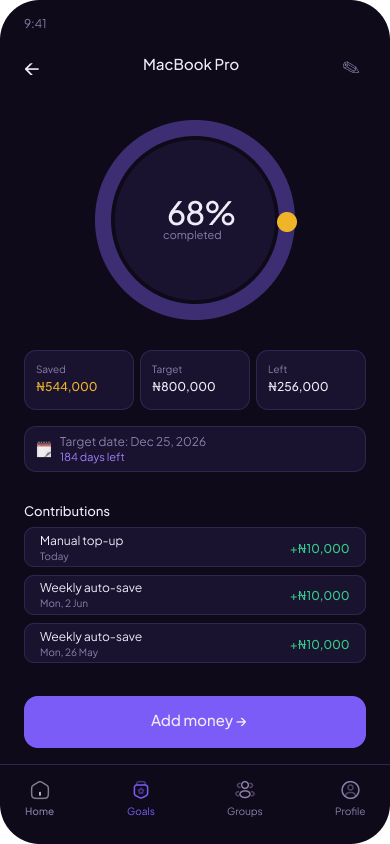 9:41
MacBook Pro
68%
completed
Saved
₦544,000
Target
₦800,000
Left
₦256,000
Target date: Dec 25, 2026
184 days left
Contributions
Manual top-up
Today
+₦10,000
Weekly auto-save
Mon, 2 Jun
+₦10,000
Weekly auto-save
Mon, 26 May
+₦10,000
Add money →
Home
Goals
Groups
Profile